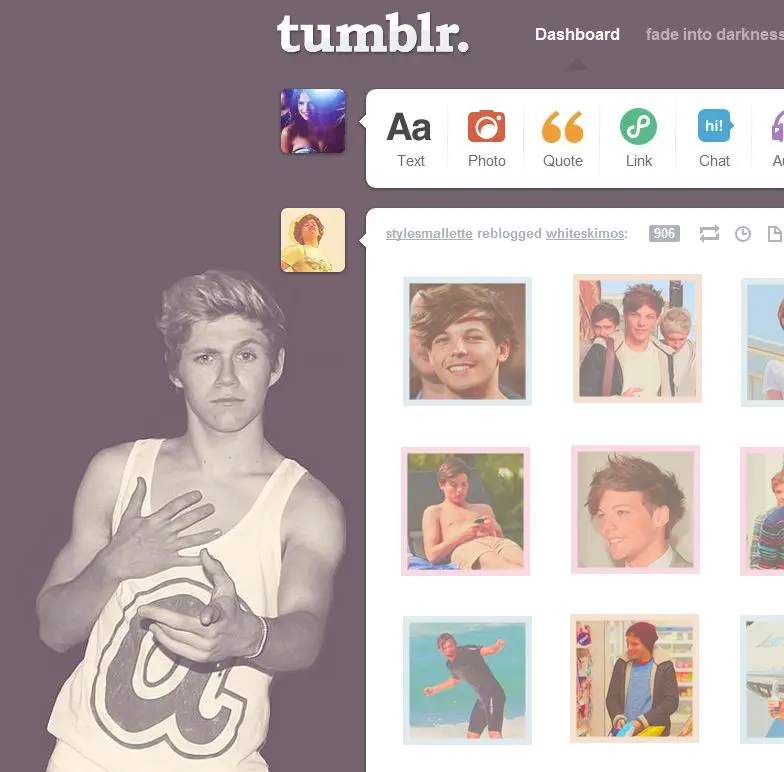 tumblr.
Dashboard
fade into darkness
Aa
hi!
Text
Photo
Quote
Link
Chat
stylesmallette reblogged whiteskimos:
906
a